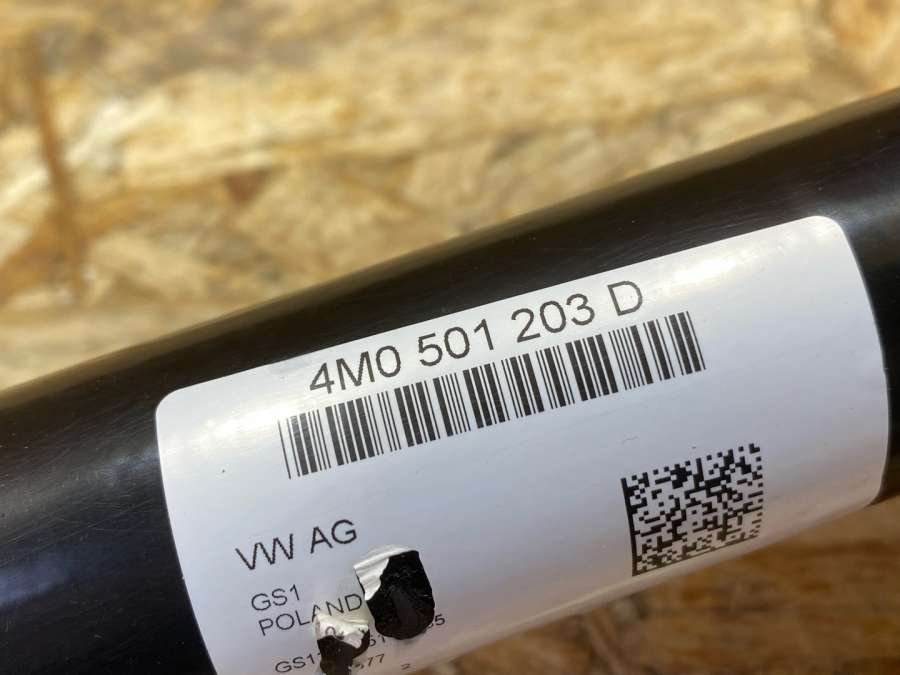 4M0 501 203 D
VW AG
GS1
POLAND